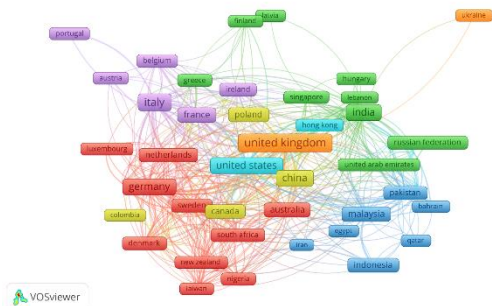 latvia
finland
ukraine
portugal
belgium
austria
greece
hungary
ireland
singapore
lebanon
italy
france
poland
india
hong kong
united kingdom
russian federation
luxembourg
netherlands
united states
united arab emirates
china
germany
pakistan
sweden
canada
australia
malaysia
bahrain
colombia
south africa
egypt
denmark
iran
qatar
new zealand
indonesia
nigeria
taiwan
VOSviewer